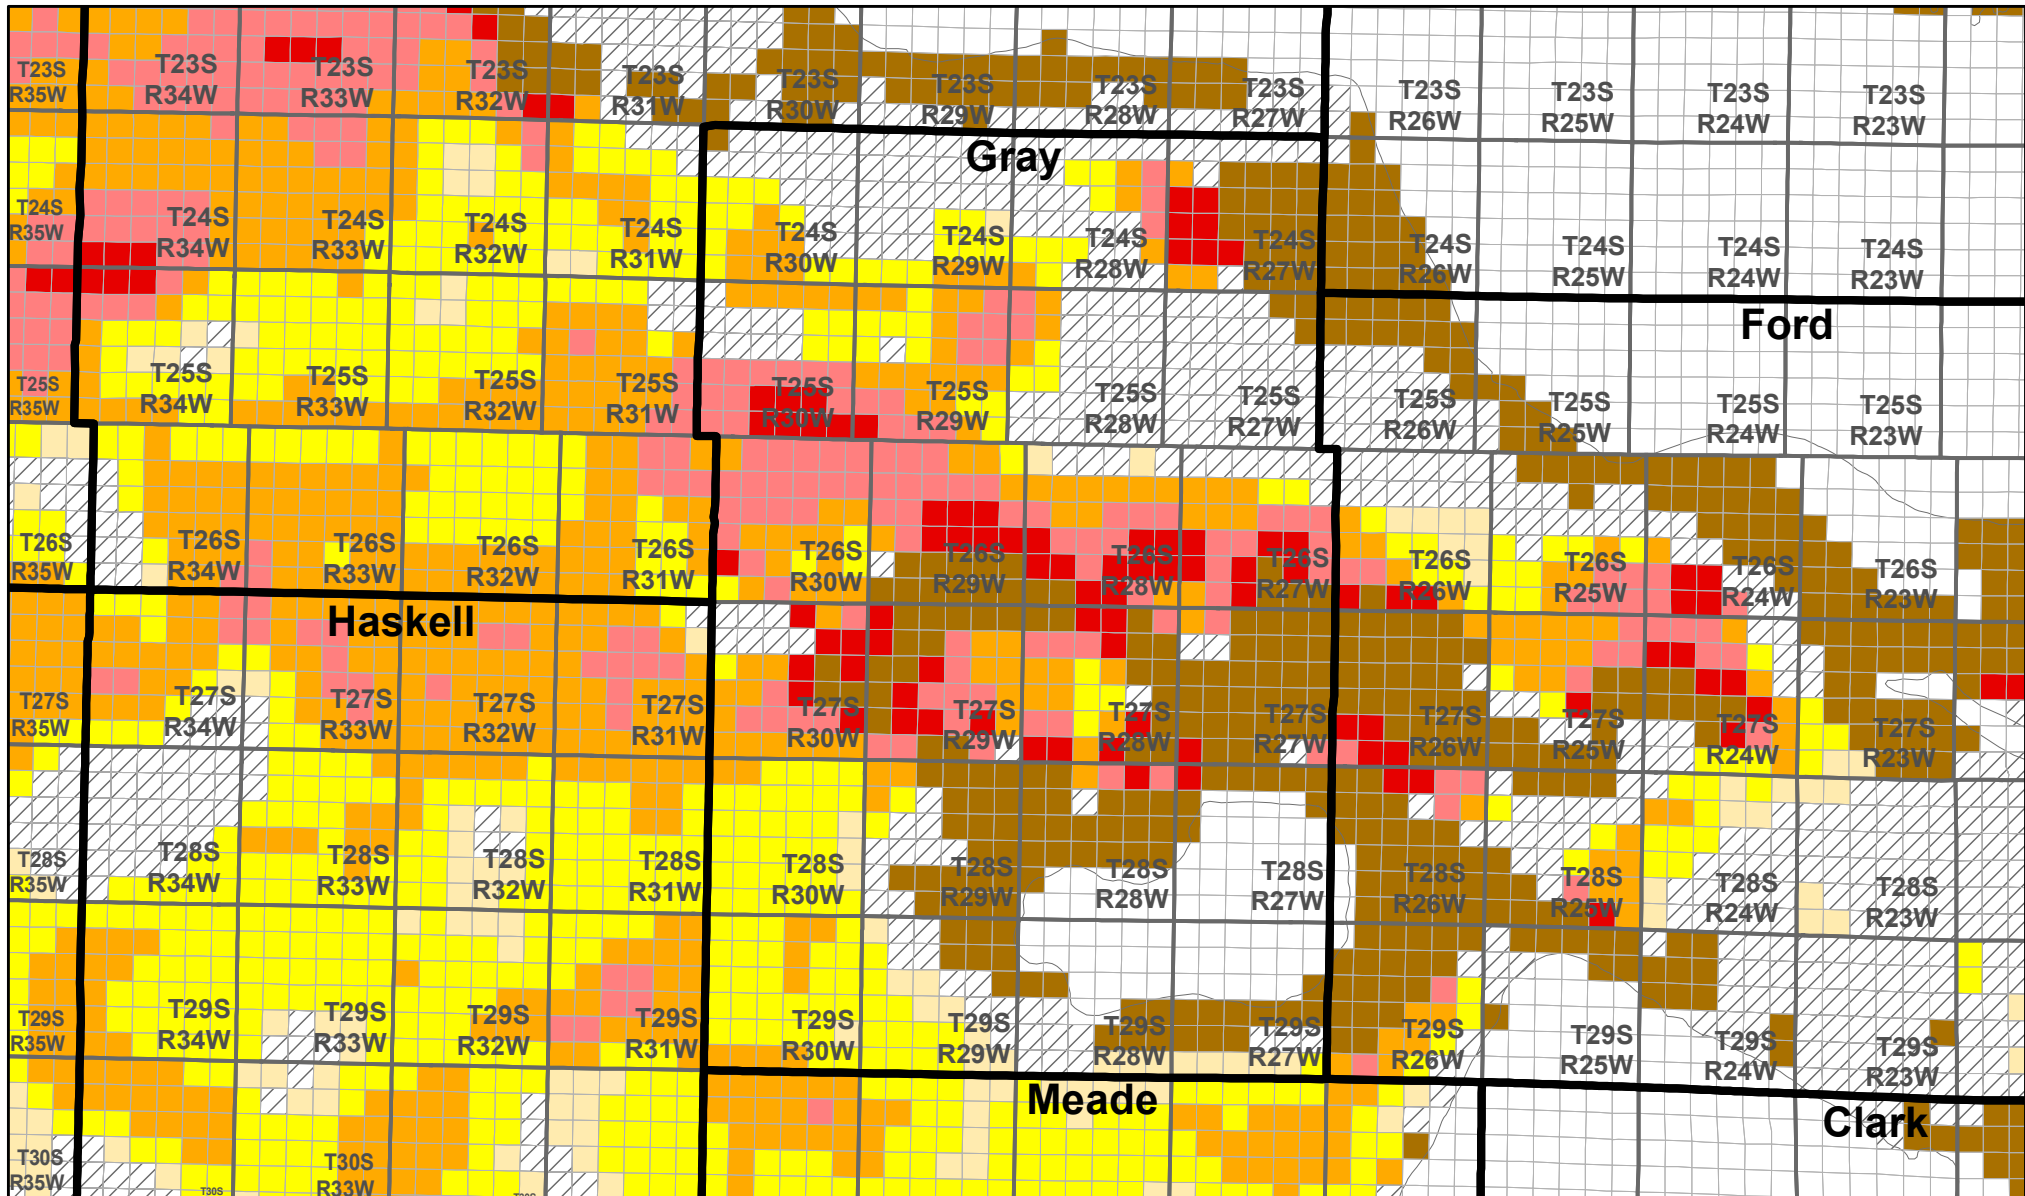 T23S
R35W
T23S
R34W
T23S
R33W
T23S
R32W
T23S
R31W
T23S
R30W
T23S
R29W
T23S
R28W
T23S
R27W
T23S
R26W
T23S
R25W
T23S
R24W
T23S
R23W
Gray
T24S
R35W
T24S
R34W
T24S
R33W
T24S
R32W
T24S
R31W
T24S
R30W
T24S
R29W
T24S
R28W
T24S
R27W
T24S
R26W
T24S
R25W
T24S
R24W
T24S
R23W
Ford
T25S
R35W
T25S
R34W
T25S
R33W
T25S
R32W
T25S
R31W
T25S
R30W
T25S
R29W
T25S
R28W
T25S
R27W
T25S
R26W
T25S
R25W
T25S
R24W
T25S
R23W
T26S
R35W
T26S
R34W
T26S
R33W
T26S
R32W
T26S
R31W
T26S
R30W
T26S
R29W
T26S
R28W
T26S
R27W
T26S
R26W
T26S
R25W
T26S
R24W
T26S
R23W
Haskell
T27S
R35W
T27S
R34W
T27S
R33W
T27S
R32W
T27S
R31W
T27S
R30W
T27S
R29W
T27S
R28W
T27S
R27W
T27S
R26W
T27S
R25W
T27S
R24W
T27S
R23W
T28S
R35W
T28S
R34W
T28S
R33W
T28S
R32W
T28S
R31W
T28S
R30W
T28S
R29W
T28S
R28W
T28S
R27W
T28S
R26W
T28S
R25W
T28S
R24W
T28S
R23W
T29S
R35W
T29S
R34W
T29S
R33W
T29S
R32W
T29S
R31W
T29S
R30W
T29S
R29W
T29S
R28W
T29S
R27W
T29S
R26W
T29S
R25W
T29S
R24W
T29S
R23W
Meade
Clark
T30S
R35W
T30S
T30S
R33W